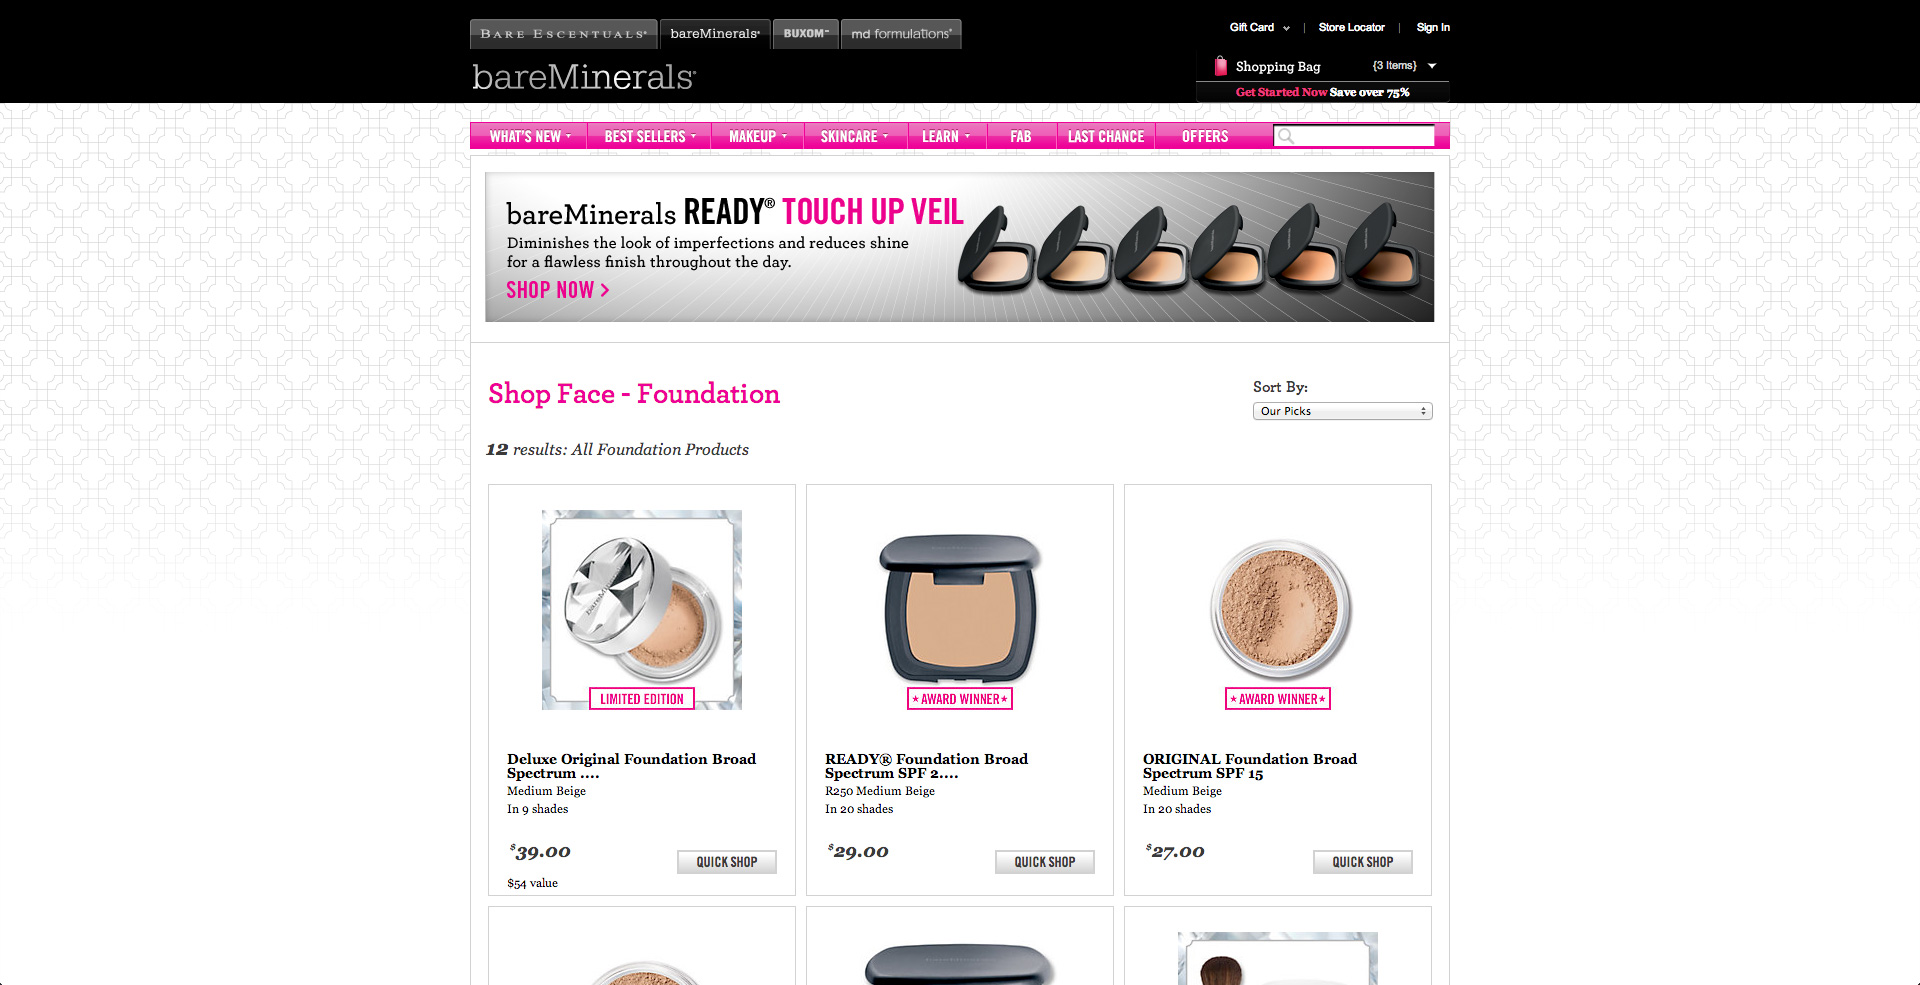 BARE ESCENTUALS®
bareMinerals®
BUXOM™
md formulations®
Gift Card
Store Locator
Sign In
bareMinerals®
Shopping Bag
{3 Items}
Get Started Now Save over 75%
WHAT'S NEW
BEST SELLERS
MAKEUP
SKINCARE
LEARN
FAB
LAST CHANCE
OFFERS
bareMinerals READY® TOUCH UP VEIL
Diminishes the look of imperfections and reduces shine
for a flawless finish throughout the day.
SHOP NOW >
Shop Face - Foundation
Sort By:
Our Picks
12 results: All Foundation Products
LIMITED EDITION
Deluxe Original Foundation Broad
Spectrum ....
Medium Beige
In 9 shades
$39.00
QUICK SHOP
$54 value
★ AWARD WINNER ★
READY® Foundation Broad
Spectrum SPF 2....
R250 Medium Beige
In 20 shades
$29.00
QUICK SHOP
★ AWARD WINNER ★
ORIGINAL Foundation Broad
Spectrum SPF 15
Medium Beige
In 20 shades
$27.00
QUICK SHOP